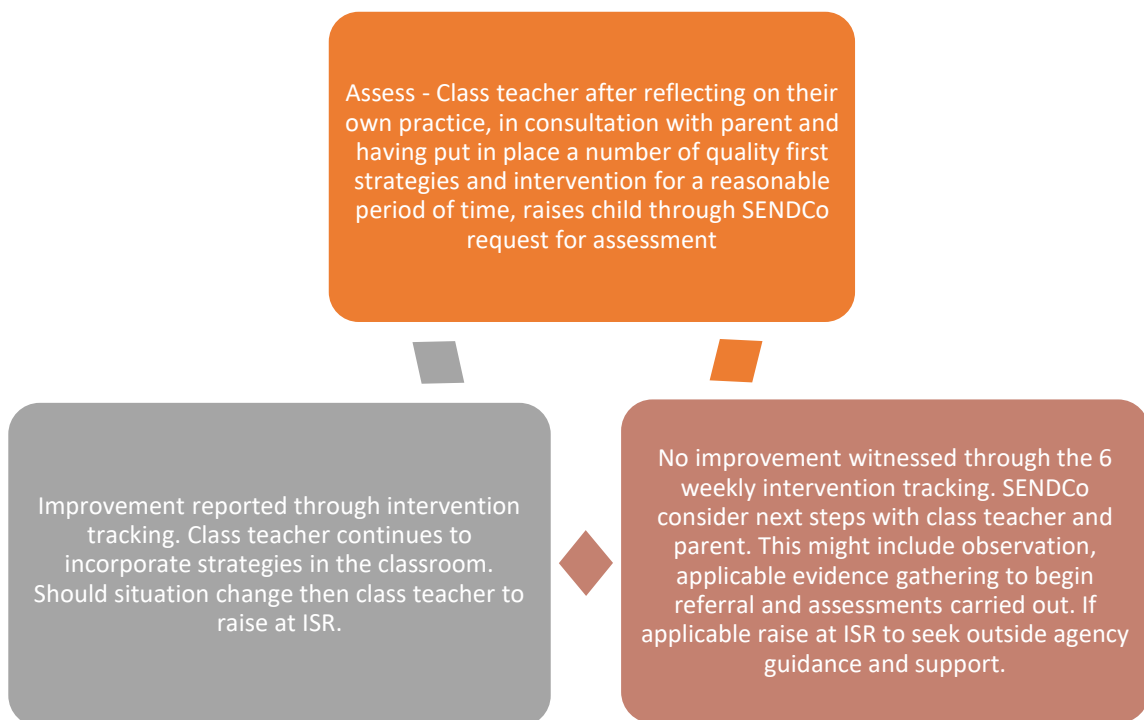 Assess - Class teacher after reflecting on their
own practice, in consultation with parent and
having put in place a number of quality first
strategies and intervention for a reasonable
period of time, raises child through SENDCo
request for assessment
Improvement reported through intervention
tracking. Class teacher continues to
incorporate strategies in the classroom.
Should situation change then class teacher to
raise at ISR.
No improvement witnessed through the 6
weekly intervention tracking. SENDCo
consider next steps with class teacher and
parent. This might include observation,
applicable evidence gathering to begin
referral and assessments carried out. If
applicable raise at ISR to seek outside agency
guidance and support.